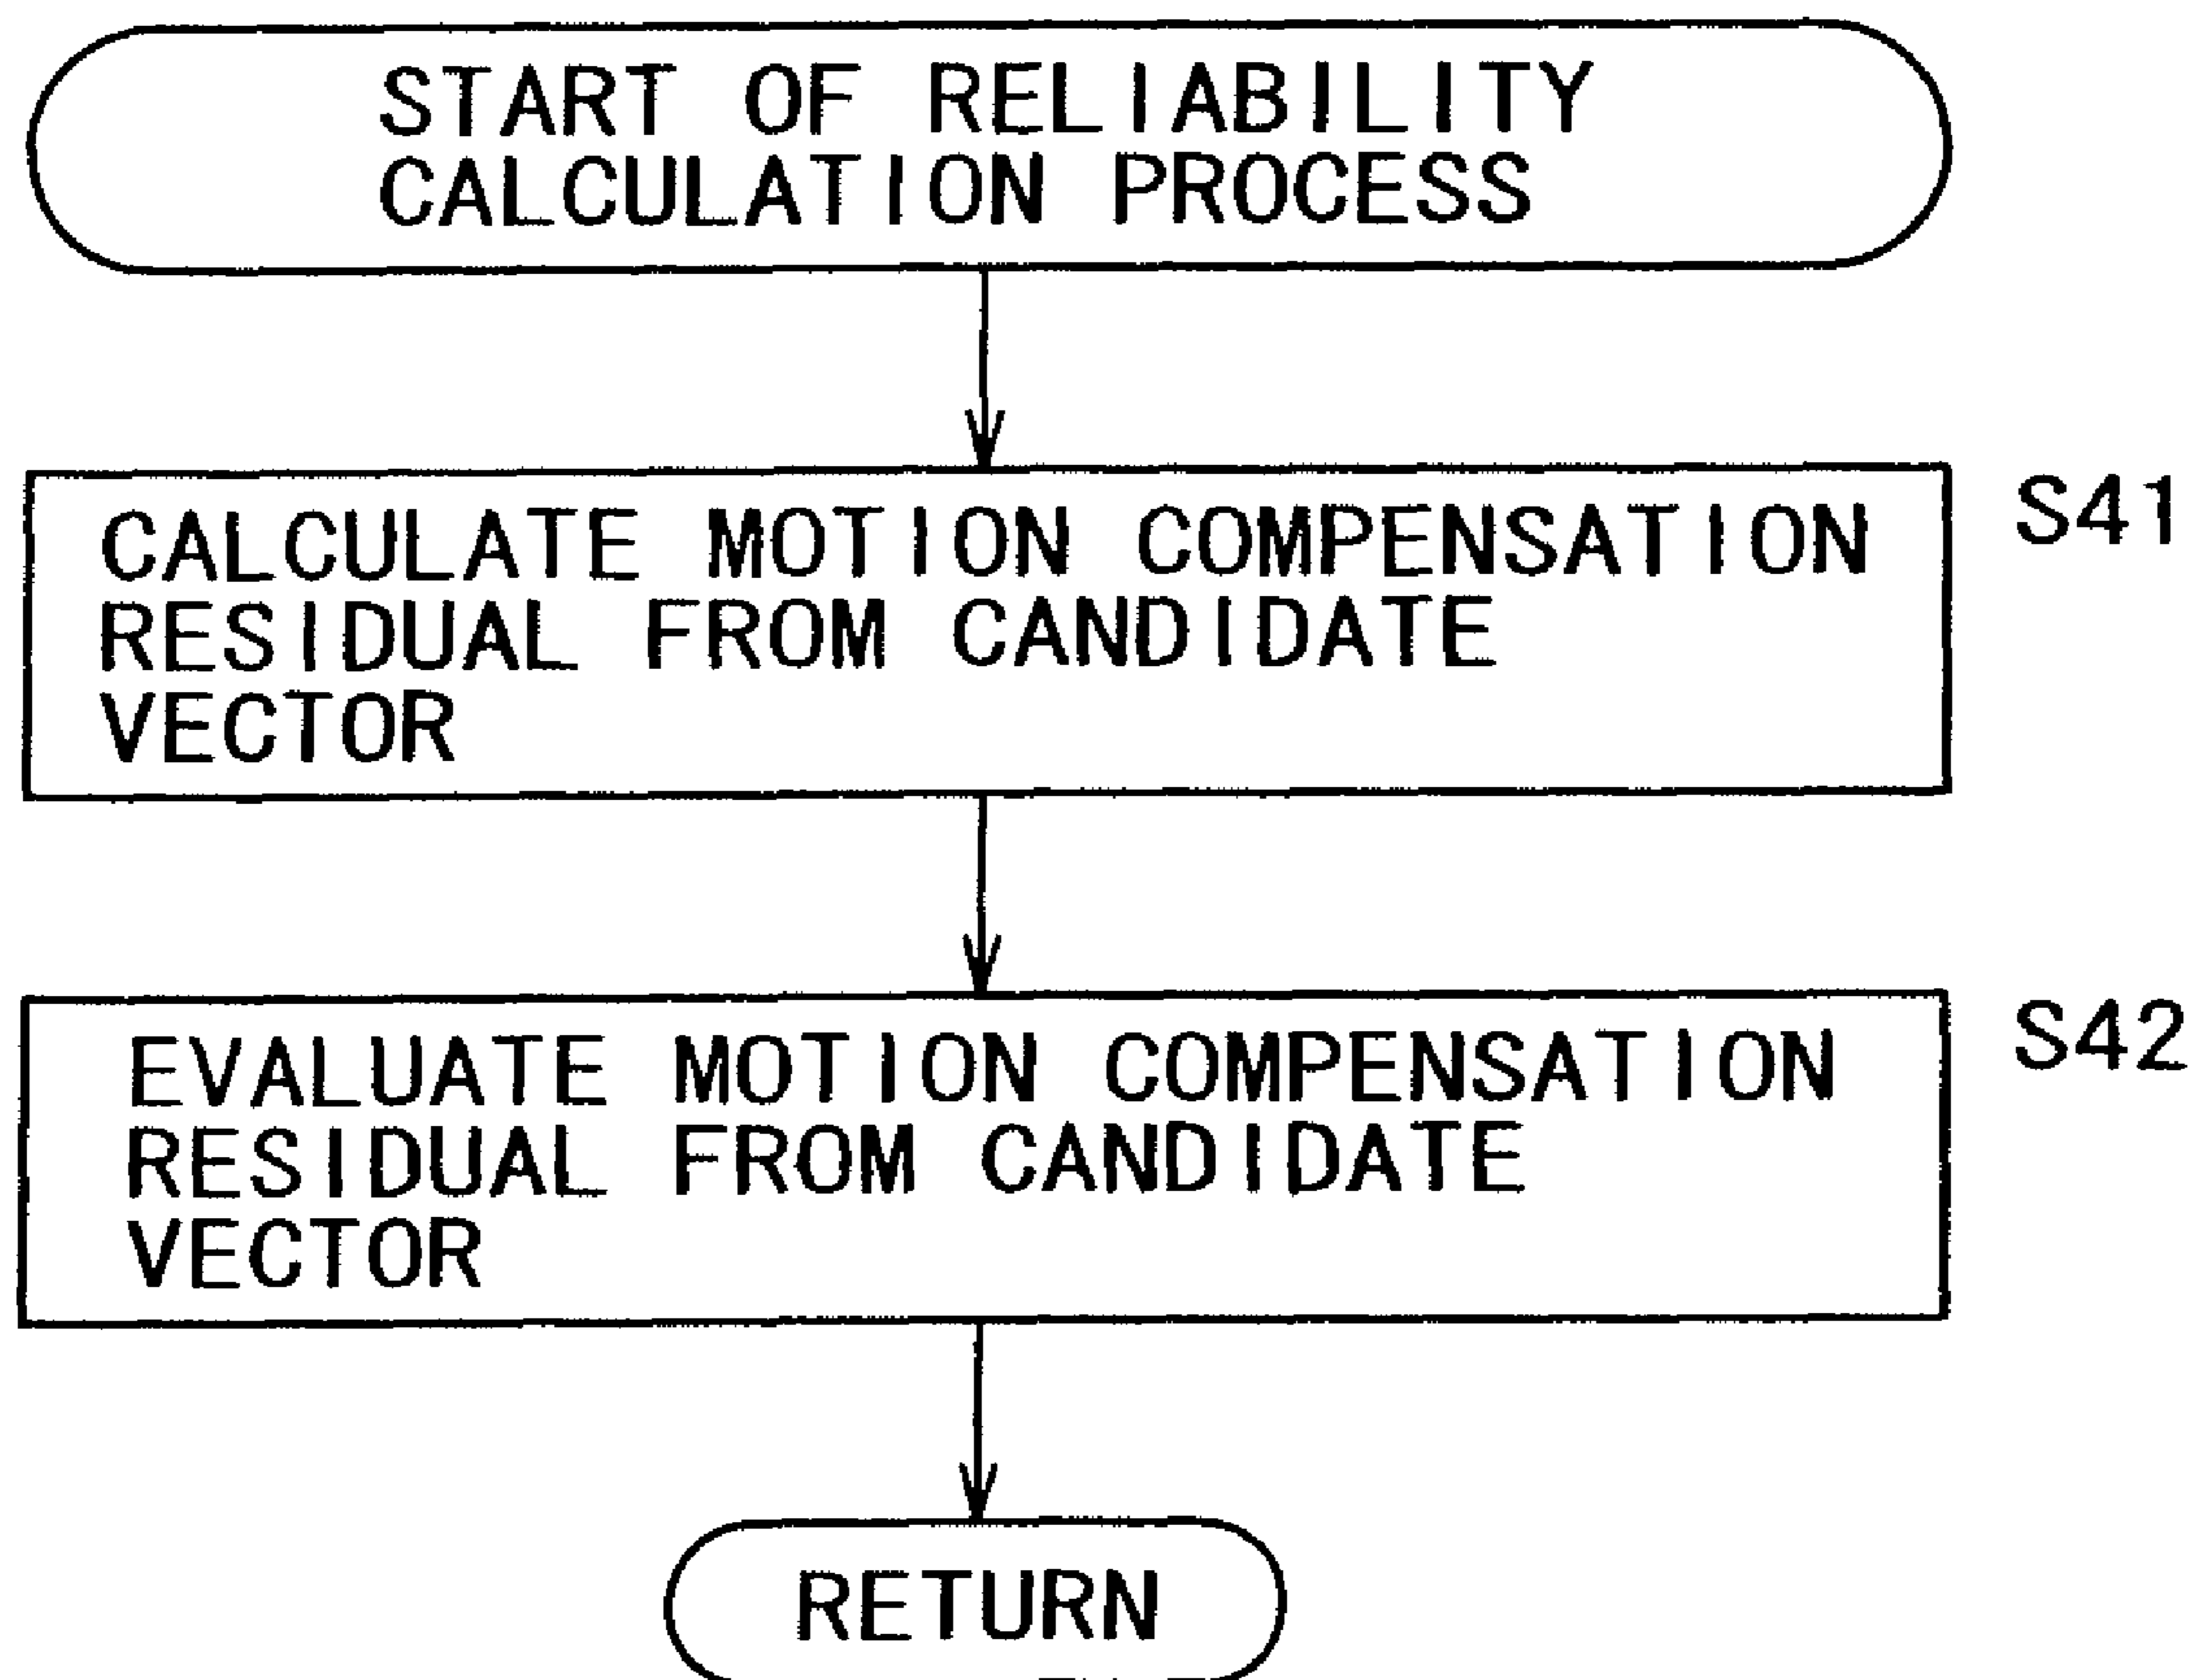 START OF RELIABILITY
CALCULATION PROCESS
CALCULATE MOTION COMPENSATION
RESIDUAL FROM CANDIDATE
VECTOR
S41
EVALUATE MOTION COMPENSATION
RESIDUAL FROM CANDIDATE
VECTOR
S42
RETURN